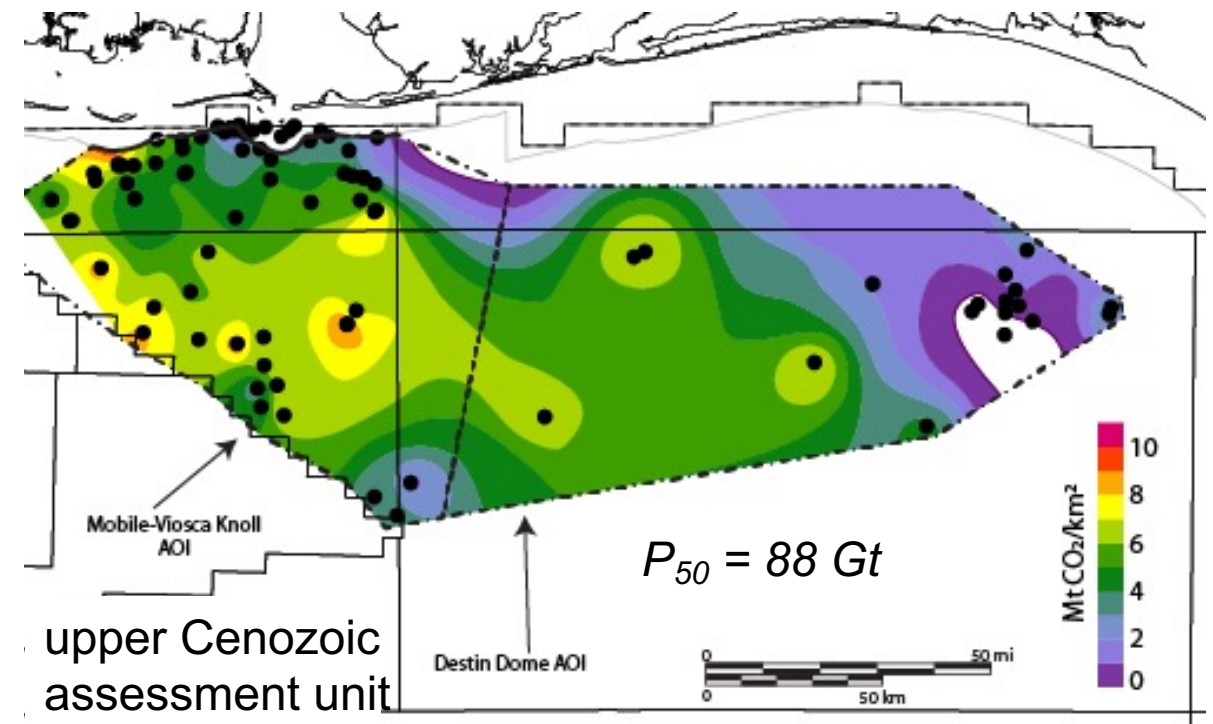 10
8
6
4
2
0
Mt CO₂/km²
Mobile-Viosca Knoll
AOI
P₅₀ = 88 Gt
upper Cenozoic
assessment unit
Destin Dome AOI
0 50 mi
0 50 km